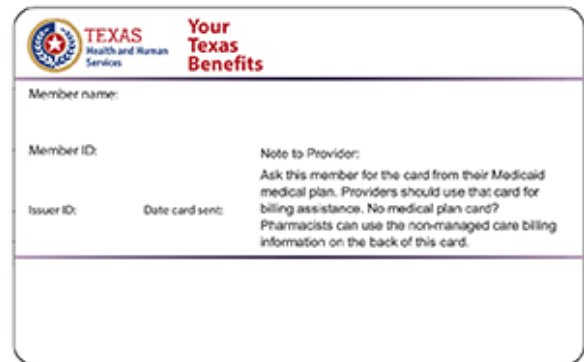 TEXAS
Health and Human
Services
Your
Texas
Benefits
Member name:
Member ID:
Note to Provider:
Ask this member for the card from their Medicaid
medical plan. Providers should use that card for
billing assistance. No medical plan card?
Pharmacists can use the non-managed care billing
information on the back of this card.
Issuer ID:
Date card sent: